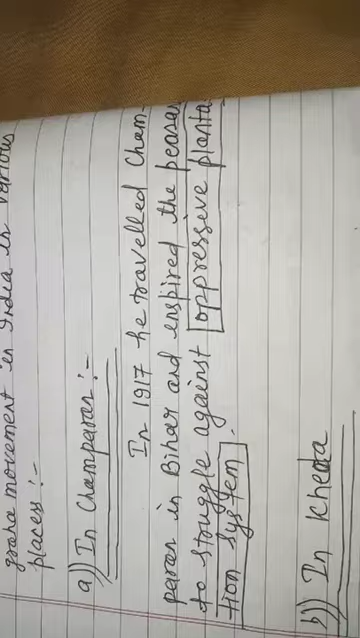 graha movement in India in various
places :-
a)) In Champaran :-
In 1917 he travelled Cham-
paran in Bihar and inspired the peasan
to struggle against oppressive planta
tion system.
b)) In Kheda